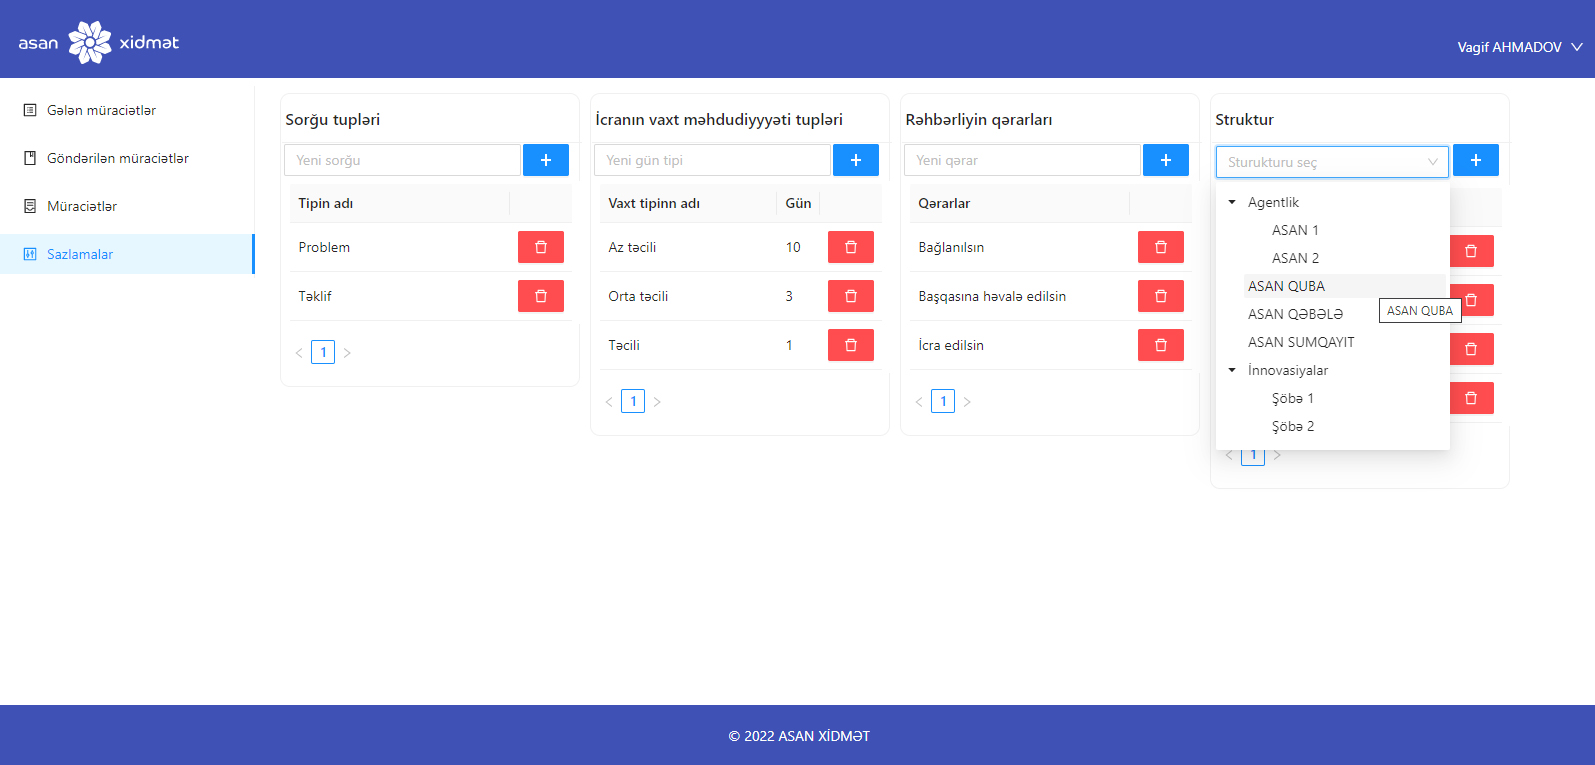 asan xidmət
Vagif AHMADOV
Gələn müraciətlər
Göndərilən müraciətlər
Müraciətlər
Sazlamalar
Sorğu tupləri
Yeni sorğu
Tipin adı
Problem
Təklif
1
İcranın vaxt məhdudiyyyəti tupləri
Yeni gün tipi
Vaxt tipinn adı Gün
Az təcili 10
Orta təcili 3
Təcili 1
1
Rəhbərliyin qərarları
Yeni qərar
Qərarlar
Bağlanılsın
Başqasına həvalə edilsin
İcra edilsin
1
Struktur
Sturukturu seç
Agentlik
ASAN 1
ASAN 2
ASAN QUBA
ASAN QUBA
ASAN QƏBƏLƏ
ASAN SUMQAYIT
İnnovasiyalar
Şöbə 1
Şöbə 2
1
© 2022 ASAN XİDMƏT